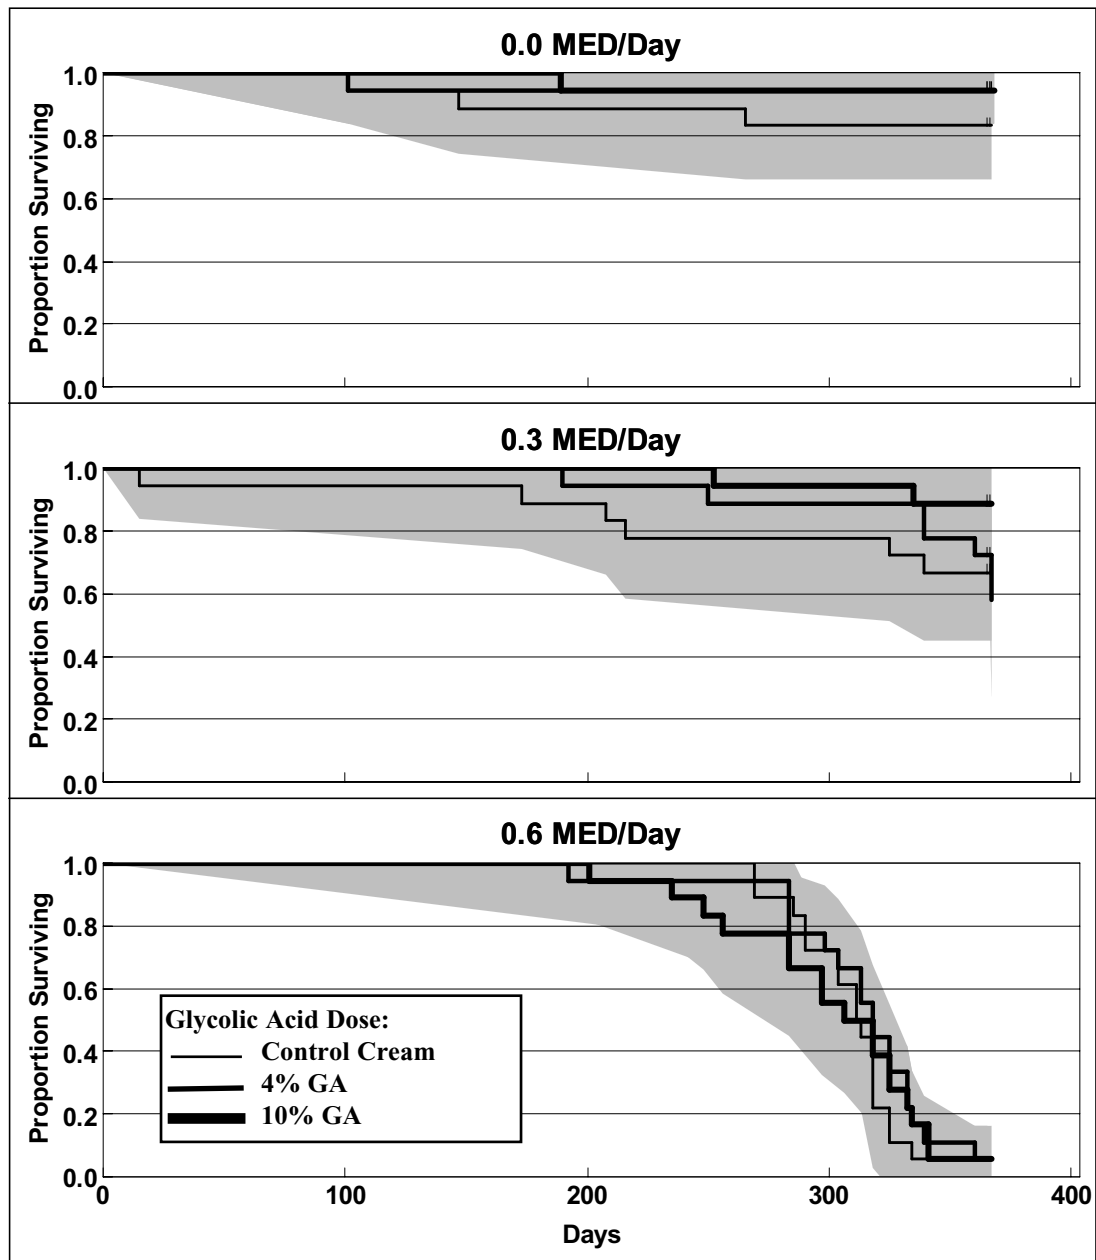 0.0 MED/Day
Proportion Surviving
1.0
0.8
0.6
0.4
0.2
0.0
0.3 MED/Day
Proportion Surviving
1.0
0.8
0.6
0.4
0.2
0.0
0.6 MED/Day
Proportion Surviving
1.0
0.8
0.6
0.4
0.2
0.0
Glycolic Acid Dose:
Control Cream
4% GA
10% GA
0 100 200 300 400
Days